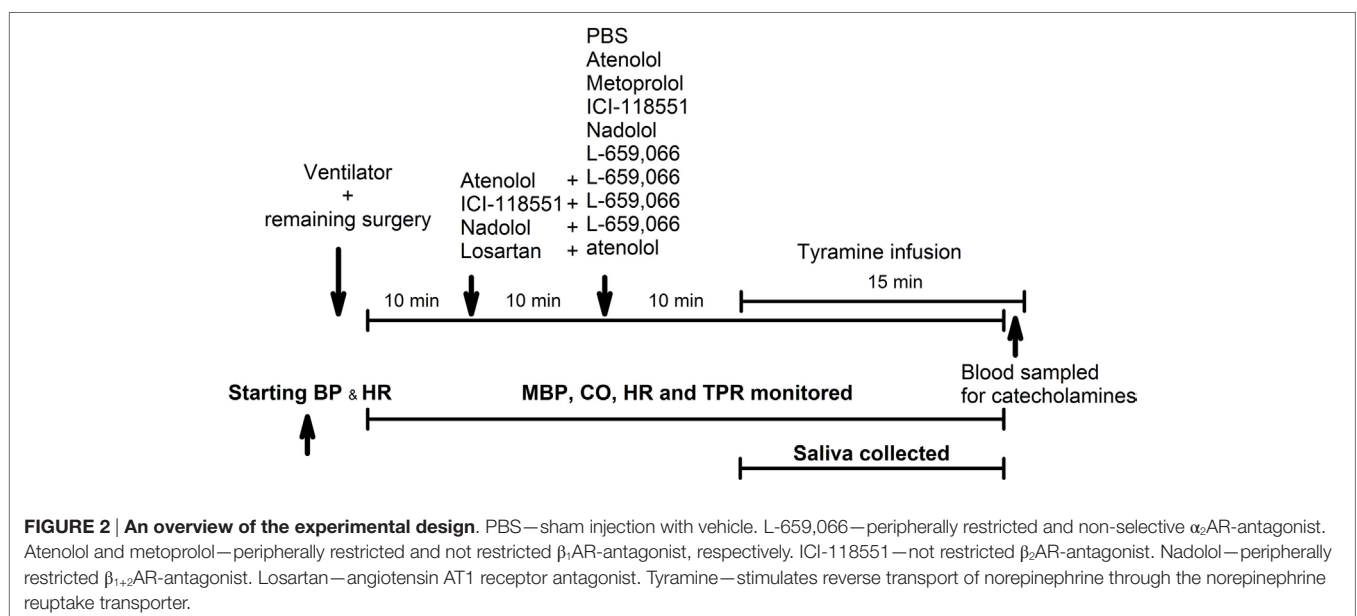 PBS
Atenolol
Metoprolol
ICI-118551
Nadolol
L-659,066
Atenolol + L-659,066
ICI-118551 + L-659,066
Nadolol + L-659,066
Losartan + atenolol
Ventilator
+
remaining surgery
Tyramine infusion
10 min 10 min 10 min 15 min
Starting BP & HR
MBP, CO, HR and TPR monitored
Blood sampled
for catecholamines
Saliva collected
FIGURE 2 | An overview of the experimental design. PBS—sham injection with vehicle. L-659,066—peripherally restricted and non-selective α₂AR-antagonist.
Atenolol and metoprolol—peripherally restricted and not restricted β₁AR-antagonist, respectively. ICI-118551—not restricted β₂AR-antagonist. Nadolol—peripherally
restricted β₁₊₂AR-antagonist. Losartan—angiotensin AT1 receptor antagonist. Tyramine—stimulates reverse transport of norepinephrine through the norepinephrine
reuptake transporter.